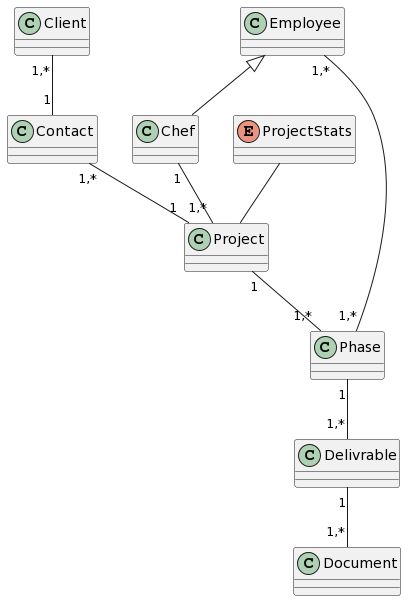 C Client
C Employee
1,*
1,*
1
C Contact
C Chef
E ProjectStats
1,*
1
1
1,*
C Project
1
1,*
1,*
C Phase
1
1,*
C Delivrable
1
1,*
C Document